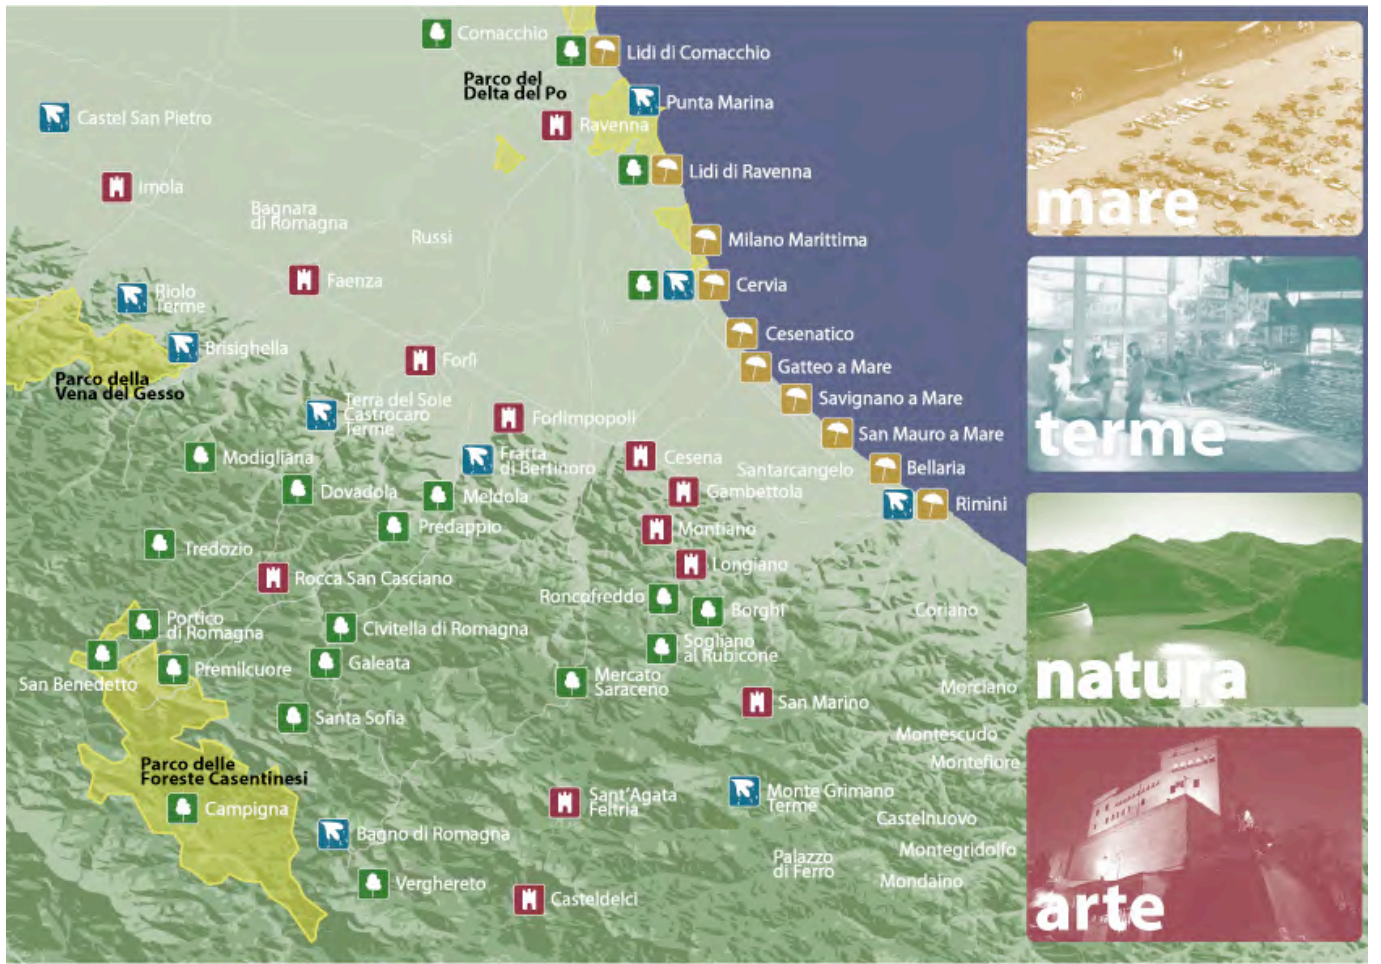 Comacchio
Lidi di Comacchio
Parco del
Delta del Po
Punta Marina
Castel San Pietro
Ravenna
Lidi di Ravenna
Imola
Bagnara
di Romagna
Russi
Milano Marittima
Faenza
Cervia
Riolo
Terme
Cesenatico
Brisighella
Forlì
Gatteo a Mare
Parco della
Vena del Gesso
Terra del Sole
Castrocaro
Terme
Savignano a Mare
Forlimpopoli
San Mauro a Mare
Modigliana
Fratta
di Bertinoro
Cesena
Santarcangelo
Bellaria
Dovadola
Meldola
Gambettola
Rimini
Predappio
Montiano
Tredozio
Longiano
Rocca San Casciano
Roncofreddo
Borghi
Coriano
Portico
di Romagna
Civitella di Romagna
Sogliano
al Rubicone
San Benedetto
Premilcuore
Galeata
Mercato
Saraceno
Morciano
San Marino
Santa Sofia
Montescudo
Parco delle
Foreste Casentinesi
Montefiore
Campigna
Sant'Agata
Feltria
Monte Grimano
Terme
Castelnuovo
Bagno di Romagna
Montegridolfo
Palazzo
di Ferro
Verghereto
Mondaino
Casteldelci
mare
terme
natura
arte